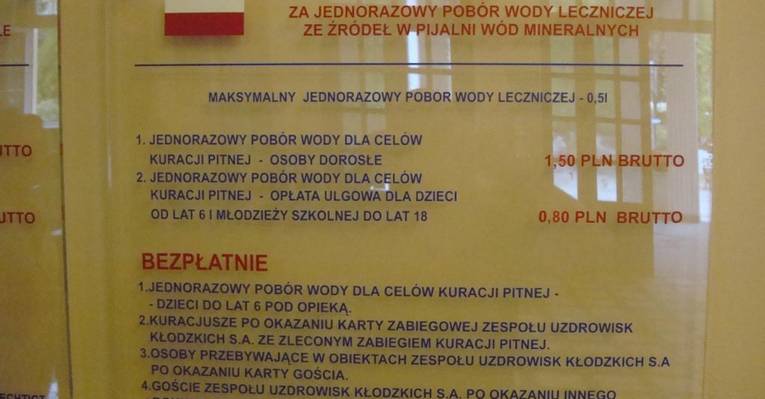 ZA JEDNORAZOWY POBÓR WODY LECZNICZEJ
ZE ŹRÓDEŁ W PIJALNI WÓD MINERALNYCH
MAKSYMALNY JEDNORAZOWY POBOR WODY LECZNICZEJ - 0,5l
1. JEDNORAZOWY POBÓR WODY DLA CELÓW
KURACJI PITNEJ - OSOBY DOROSŁE 1,50 PLN BRUTTO
2. JEDNORAZOWY POBÓR WODY DLA CELÓW
KURACJI PITNEJ - OPŁATA ULGOWA DLA DZIECI
OD LAT 6 I MŁODZIEŻY SZKOLNEJ DO LAT 18 0,80 PLN BRUTTO
BEZPŁATNIE
1.JEDNORAZOWY POBÓR WODY DLA CELÓW KURACJI PITNEJ -
- DZIECI DO LAT 6 POD OPIEKĄ.
2.KURACJUSZE PO OKAZANIU KARTY ZABIEGOWEJ ZESPOŁU UZDROWISK
KŁODZKICH S.A. ZE ZLECONYM ZABIEGIEM KURACJI PITNEJ.
3.OSOBY PRZEBYWAJĄCE W OBIEKTACH ZESPOŁU UZDROWISK KŁODZKICH S.A
PO OKAZANIU KARTY GOŚCIA.
4.GOŚCIE ZESPOŁU UZDROWISK KŁODZKICH S.A. PO OKAZANIU INNEGO